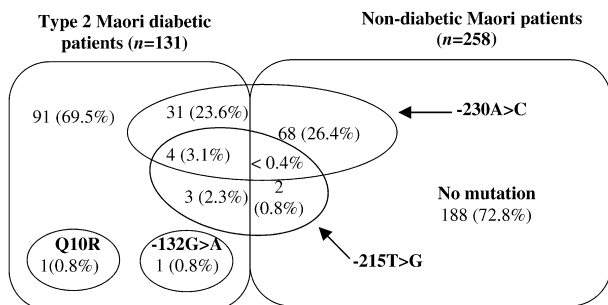 Type 2 Maori diabetic
patients (n=131)
Non-diabetic Maori patients
(n=258)
91 (69.5%)
31 (23.6%)
68 (26.4%)
-230A>C
4 (3.1%)
< 0.4%
3 (2.3%)
2
(0.8%)
No mutation
188 (72.8%)
Q10R
1(0.8%)
-132G>A
1 (0.8%)
-215T>G